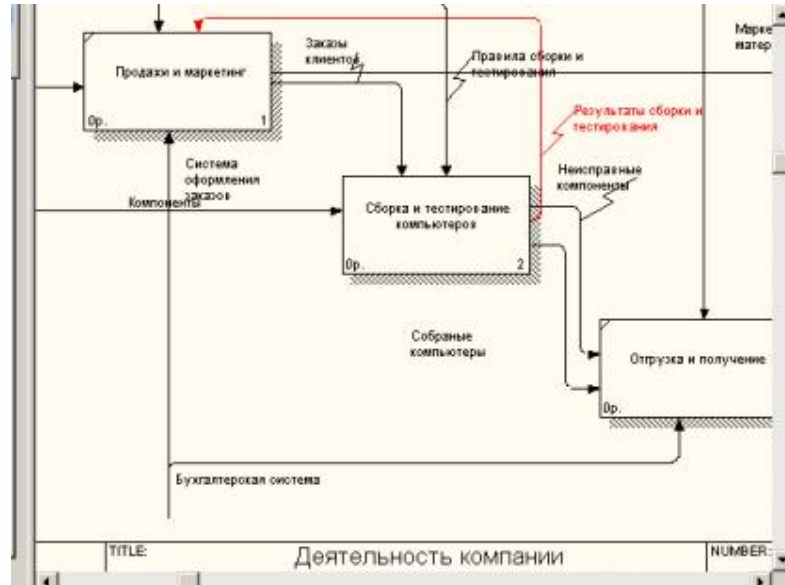 Марке
матер
Заказы
клиентов
Правила сборки и
тестирования
Продажи и маркетинг
0р.
1
Результаты сборки и
тестирования
Система
оформления
заказов
Неисправные
компоненты
Компоненты
Сборка и тестирование
компьютеров
0р.
2
Собраные
компьютеры
Отгрузка и получение
0р.
Бухгалтерская система
TITLE:
Деятельность компании
NUMBER: